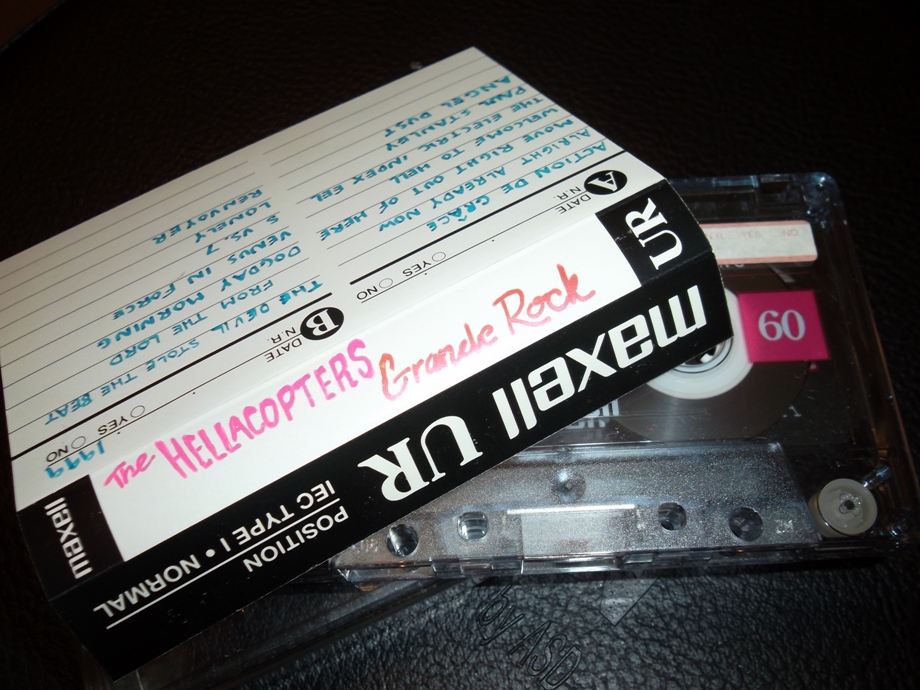 A DATE
N.R.
YES NO
ACTION DE GRÂCE
ALRIGHT ALREADY NOW
MOVE RIGHT OUT OF HERE
WELCOME TO HELL
THE ELECTRIC INDEX EEL
PAUL STANLEY
ANGEL DUST
B DATE
N.R.
YES NO
1999
THE DEVIL STOLE THE BEAT
FROM THE LORD
DOGDAY MORNING
VENUS IN FORCE
5 VS. 7
LONELY
RENVOYER
UR
The HELLACOPTERS
Grande Rock
maxell
maxell UR
POSITION
IEC TYPE I • NORMAL
60
by ASD